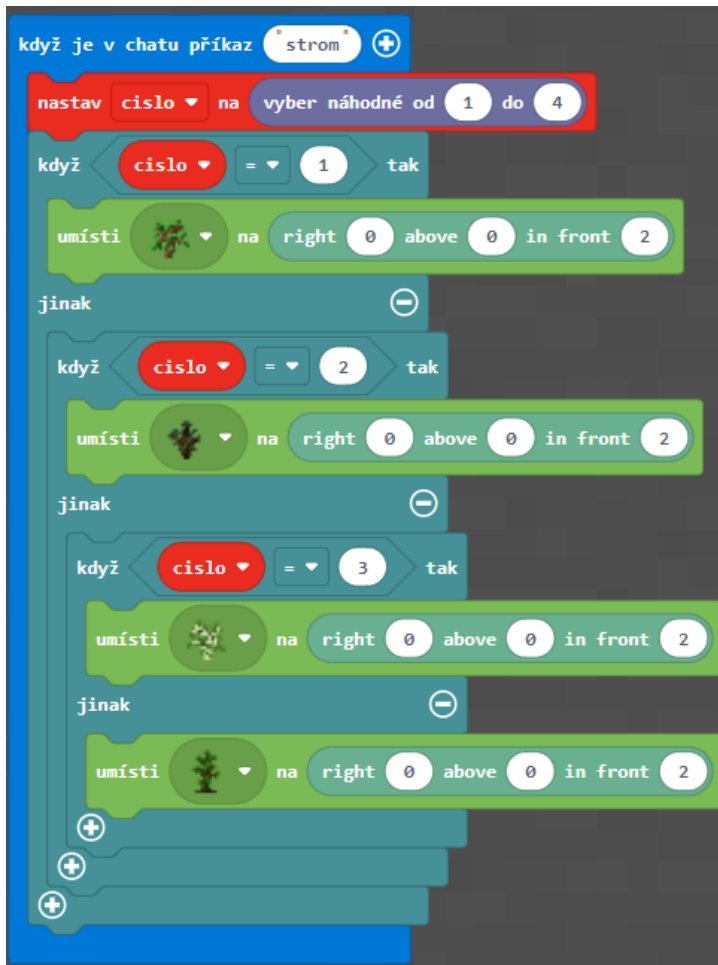 když je v chatu příkaz "strom"
nastav cislo na vyber náhodné od 1 do 4
když cislo = 1 tak
umísti na right 0 above 0 in front 2
jinak
když cislo = 2 tak
umísti na right 0 above 0 in front 2
jinak
když cislo = 3 tak
umísti na right 0 above 0 in front 2
jinak
umísti na right 0 above 0 in front 2